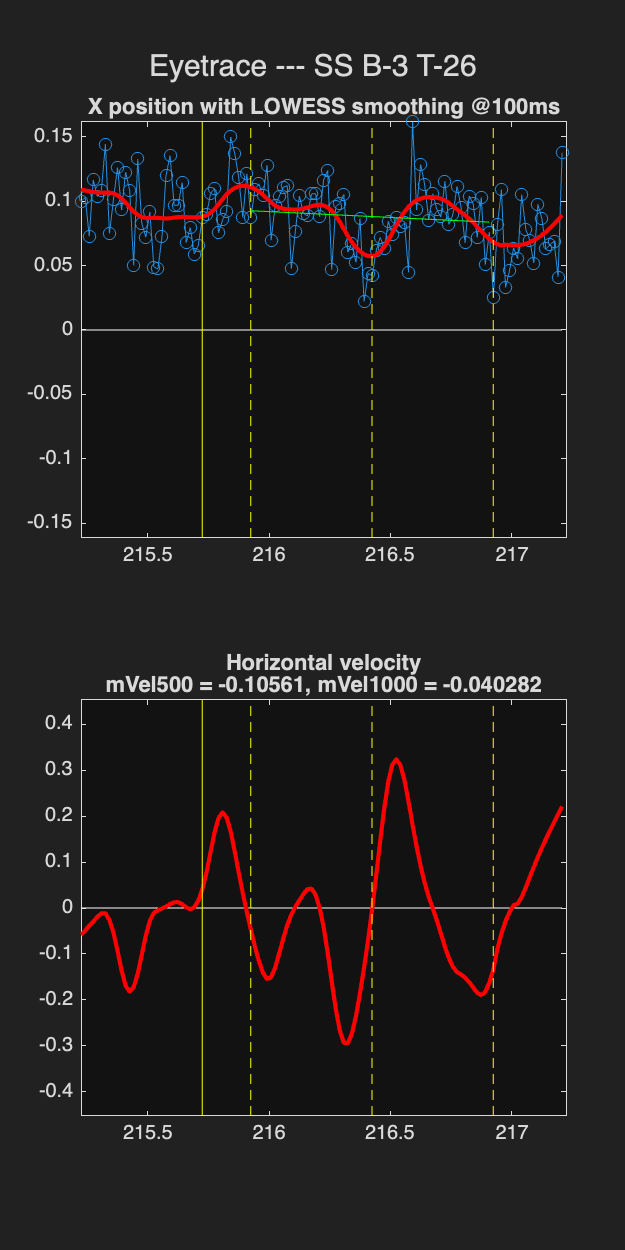 Eyetrace --- SS B-3 T-26
X position with LOWESS smoothing @100ms
0.15
0.1
0.05
0
-0.05
-0.1
-0.15
215.5 216 216.5 217
Horizontal velocity
mVel500 = -0.10561, mVel1000 = -0.040282
0.4
0.3
0.2
0.1
0
-0.1
-0.2
-0.3
-0.4
215.5 216 216.5 217